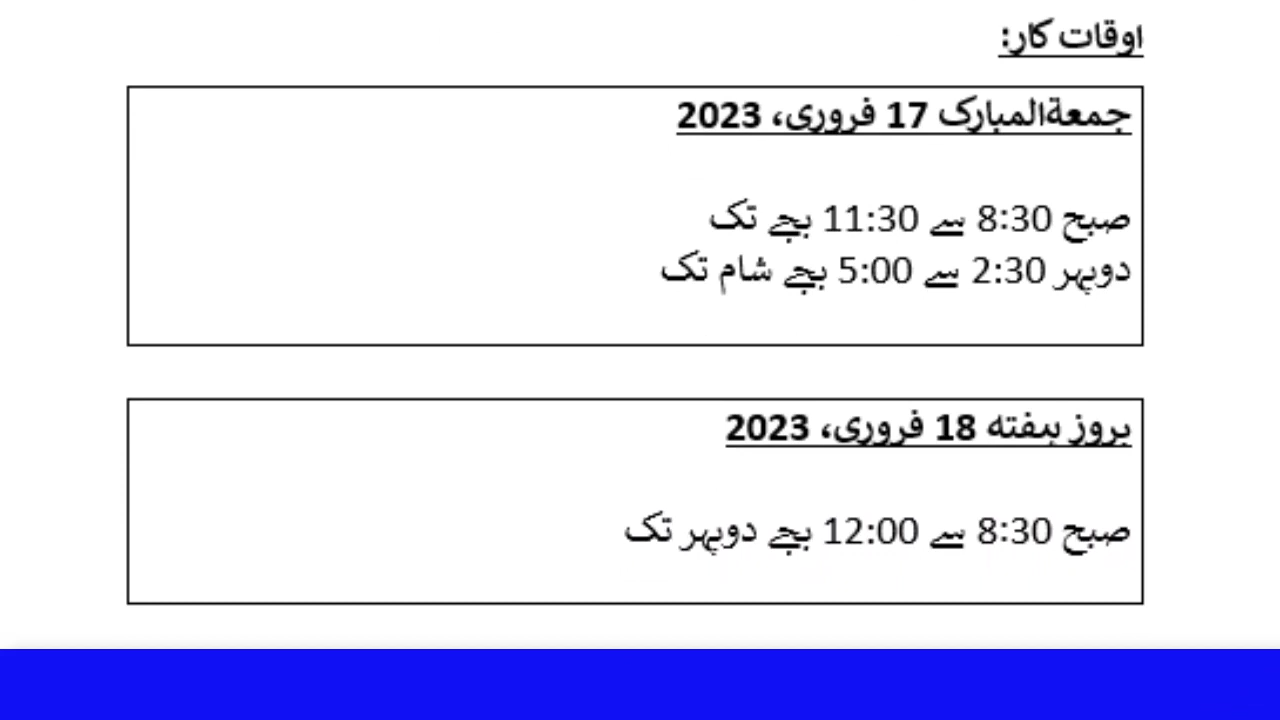 اوقات کار:
جمعةالمبارک 17 فروری، 2023
صبح 8:30 سے 11:30 بجے تک
دوپہر 2:30 سے 5:00 بجے شام تک
بروز ہفتہ 18 فروری، 2023
صبح 8:30 سے 12:00 بجے دوپہر تک